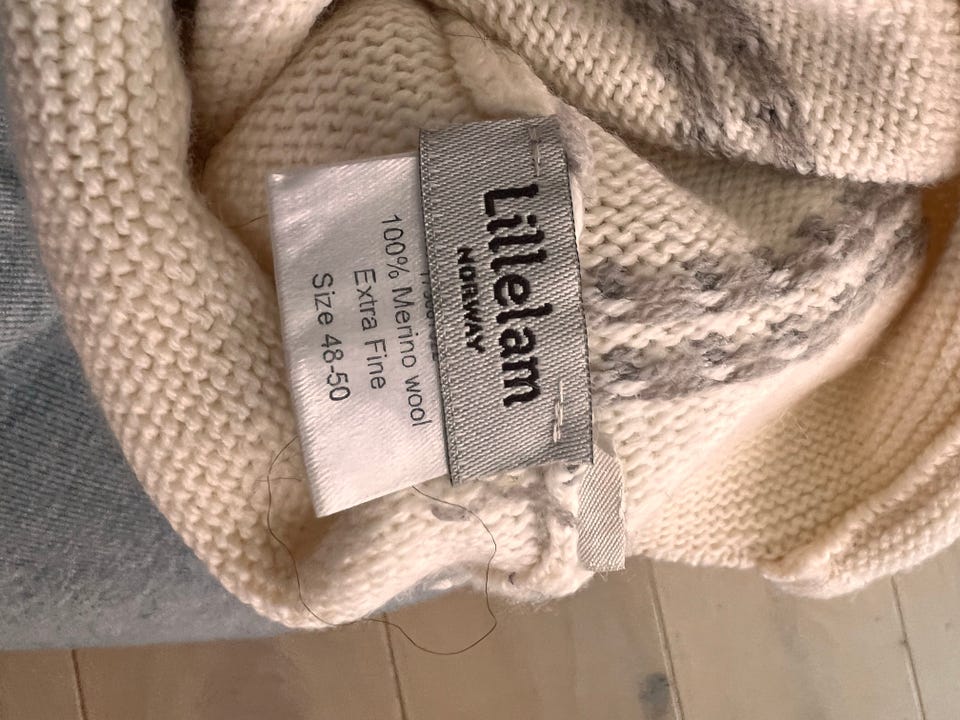 Lillelam
NORWAY
100% Merino wool
Extra Fine
Size 48-50